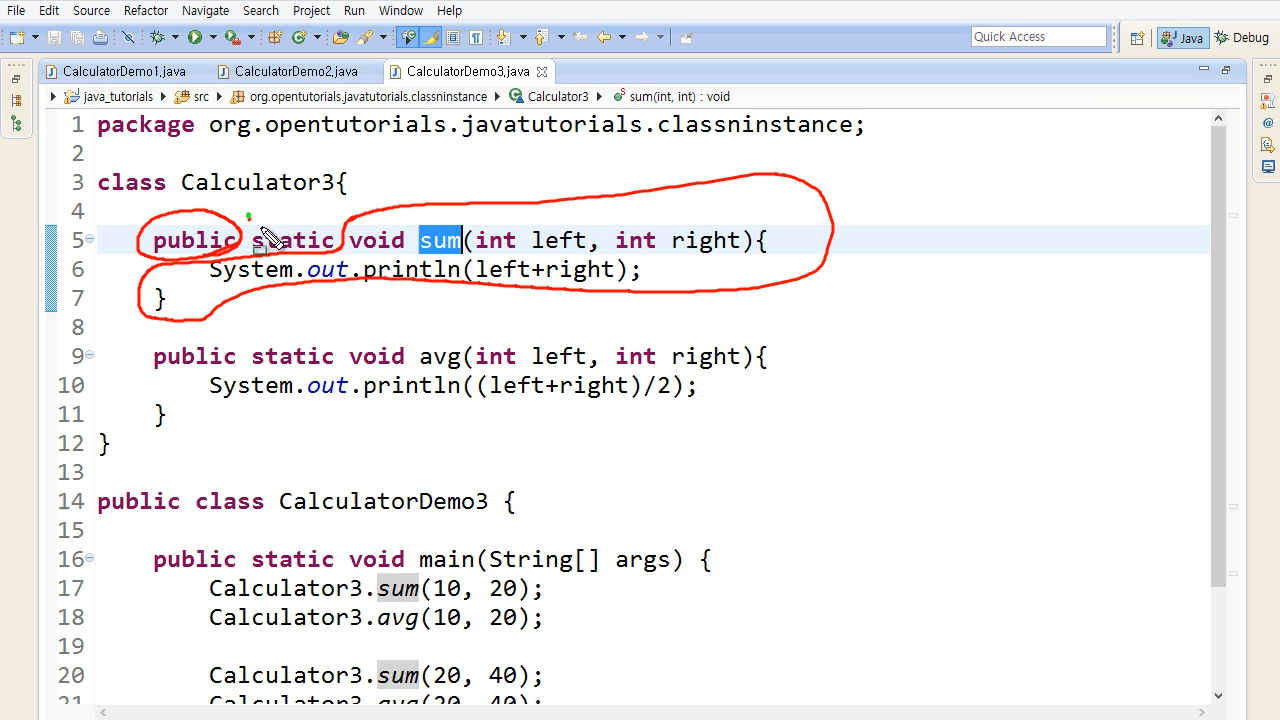 File Edit Source Refactor Navigate Search Project Run Window Help
Quick Access Java Debug
CalculatorDemo1.java CalculatorDemo2.java CalculatorDemo3.java
java_tutorials src org.opentutorials.javatutorials.classninstance Calculator3 sum(int, int) : void
1 package org.opentutorials.javatutorials.classninstance;
2
3 class Calculator3{
4
5 public static void sum(int left, int right){
6 System.out.println(left+right);
7 }
8
9 public static void avg(int left, int right){
10 System.out.println((left+right)/2);
11 }
12 }
13
14 public class CalculatorDemo3 {
15
16 public static void main(String[] args) {
17 Calculator3.sum(10, 20);
18 Calculator3.avg(10, 20);
19
20 Calculator3.sum(20, 40);
21 Calculator3.avg(20, 40);